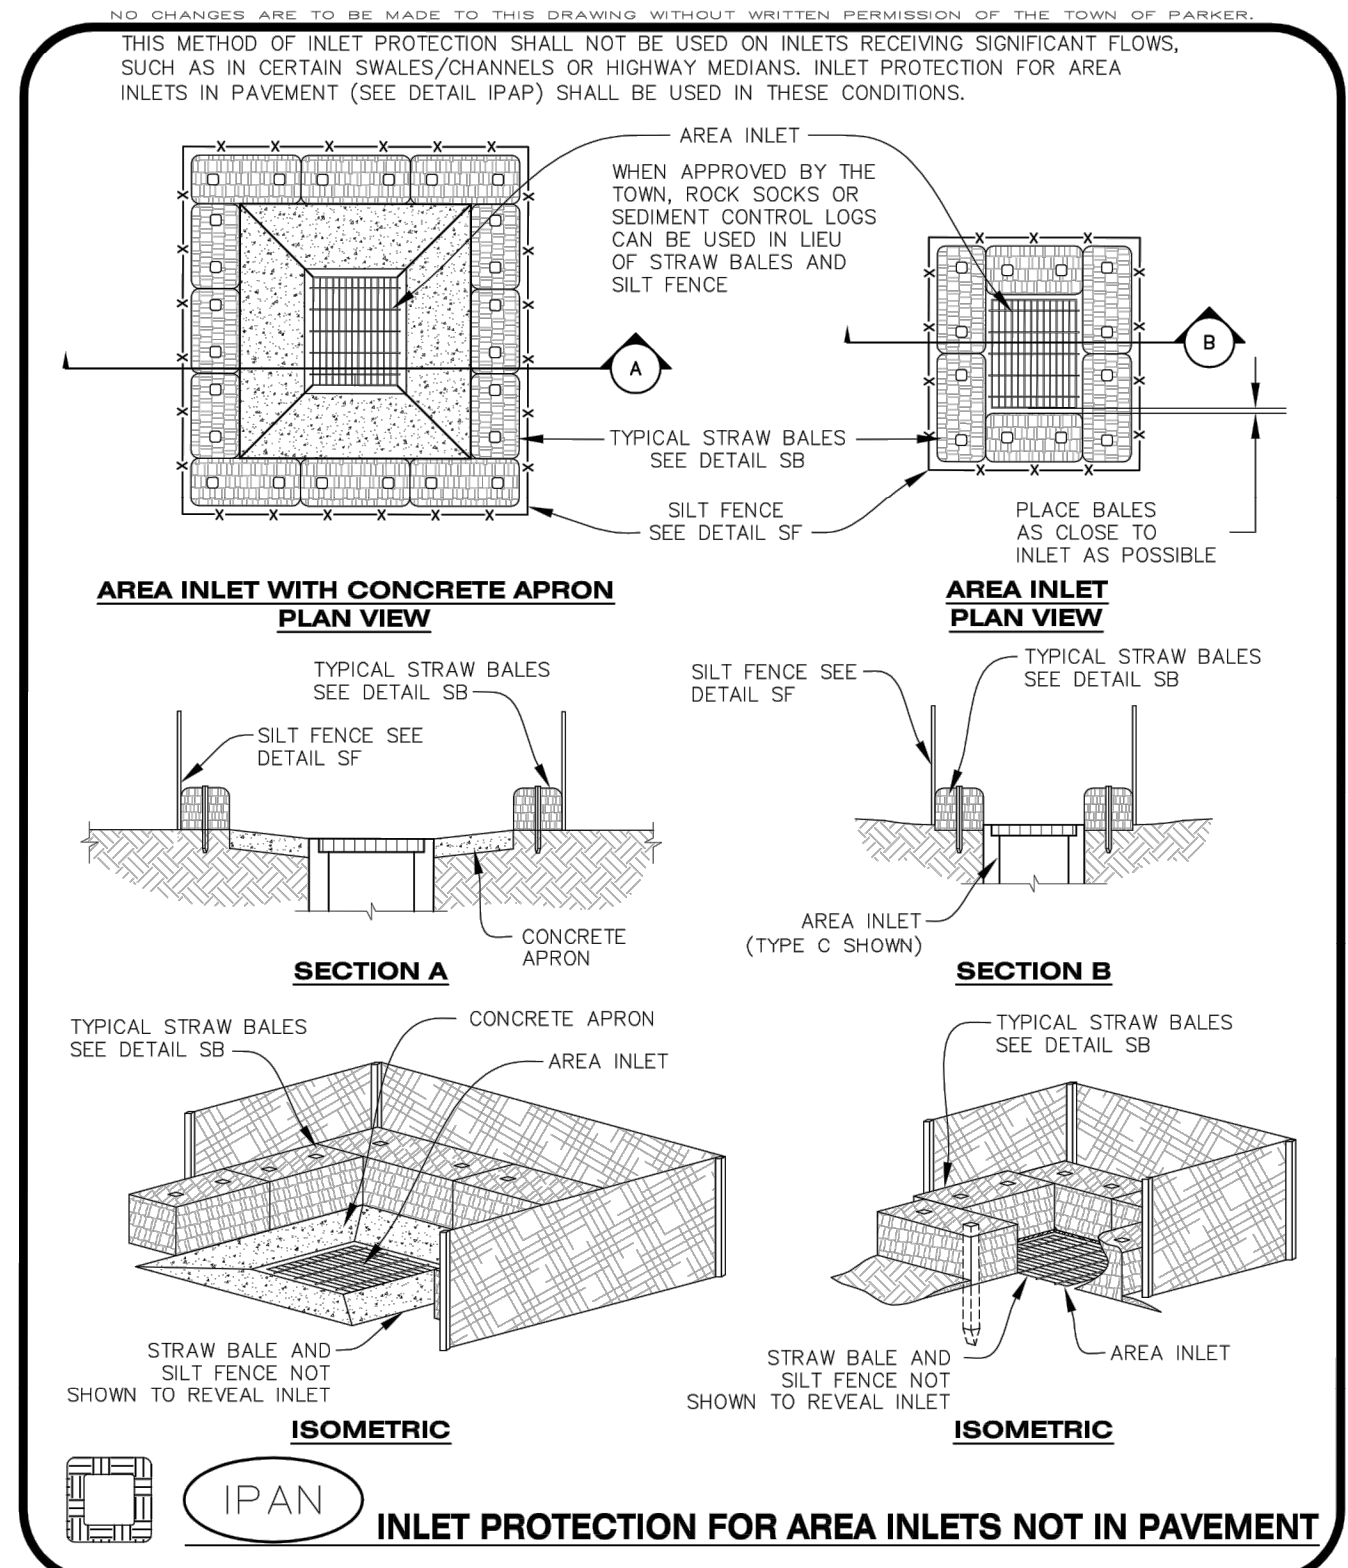 NO CHANGES ARE TO BE MADE TO THIS DRAWING WITHOUT WRITTEN PERMISSION OF THE TOWN OF PARKER.
THIS METHOD OF INLET PROTECTION SHALL NOT BE USED ON INLETS RECEIVING SIGNIFICANT FLOWS,
SUCH AS IN CERTAIN SWALES/CHANNELS OR HIGHWAY MEDIANS. INLET PROTECTION FOR AREA
INLETS IN PAVEMENT (SEE DETAIL IPAP) SHALL BE USED IN THESE CONDITIONS.
AREA INLET
WHEN APPROVED BY THE
TOWN, ROCK SOCKS OR
SEDIMENT CONTROL LOGS
CAN BE USED IN LIEU
OF STRAW BALES AND
SILT FENCE
A
B
TYPICAL STRAW BALES
SEE DETAIL SB
SILT FENCE
SEE DETAIL SF
PLACE BALES
AS CLOSE TO
INLET AS POSSIBLE
AREA INLET WITH CONCRETE APRON
PLAN VIEW
AREA INLET
PLAN VIEW
TYPICAL STRAW BALES
SEE DETAIL SB
SILT FENCE SEE
DETAIL SF
CONCRETE
APRON
SECTION A
SILT FENCE SEE
DETAIL SF
TYPICAL STRAW BALES
SEE DETAIL SB
AREA INLET
(TYPE C SHOWN)
SECTION B
TYPICAL STRAW BALES
SEE DETAIL SB
CONCRETE APRON
AREA INLET
STRAW BALE AND
SILT FENCE NOT
SHOWN TO REVEAL INLET
ISOMETRIC
TYPICAL STRAW BALES
SEE DETAIL SB
STRAW BALE AND
SILT FENCE NOT
SHOWN TO REVEAL INLET
AREA INLET
ISOMETRIC
IPAN
INLET PROTECTION FOR AREA INLETS NOT IN PAVEMENT